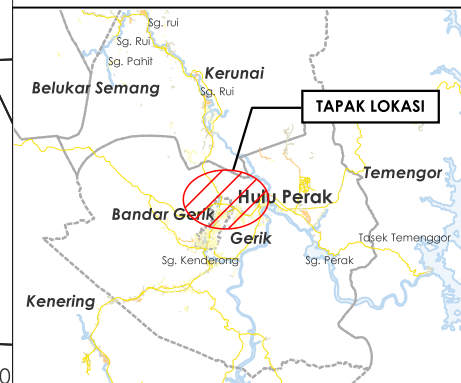 Sg. rui
Sg. Rui
Sg. Pahit
Kerunai
Belukar Semang
Sg. Rui
TAPAK LOKASI
Temengor
Hulu Perak
Bandar Gerik
Gerik
Tasek Temenggor
Sg. Kenderong
Sg. Perak
Kenering
0